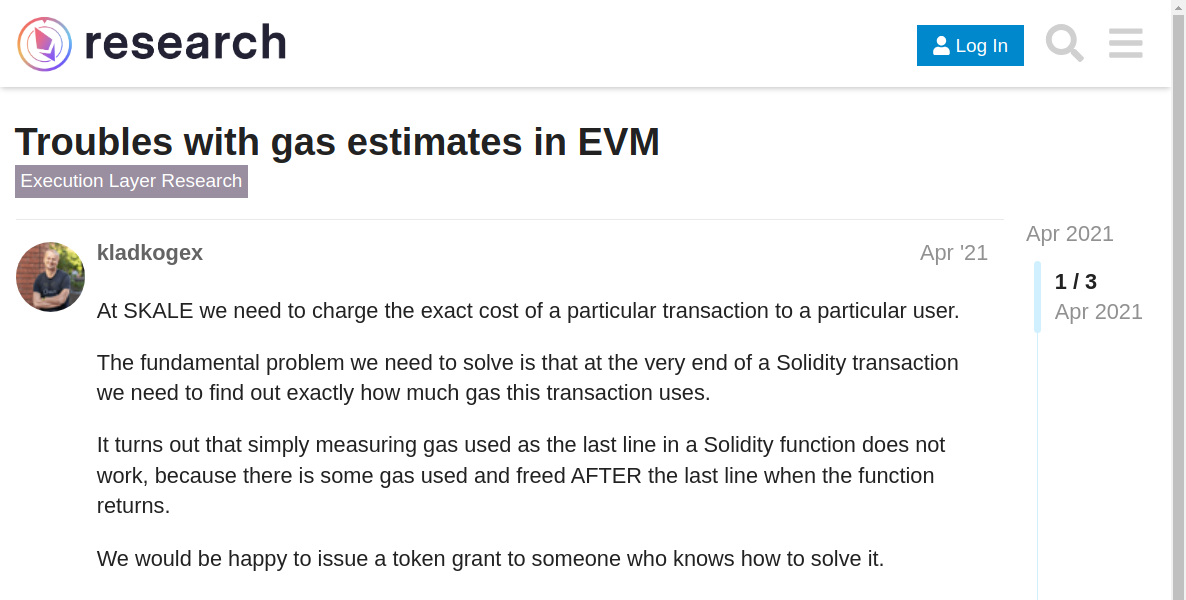 research
Log In
Troubles with gas estimates in EVM
Execution Layer Research
kladkogex
Apr '21
At SKALE we need to charge the exact cost of a particular transaction to a particular user.
The fundamental problem we need to solve is that at the very end of a Solidity transaction
we need to find out exactly how much gas this transaction uses.
It turns out that simply measuring gas used as the last line in a Solidity function does not
work, because there is some gas used and freed AFTER the last line when the function
returns.
We would be happy to issue a token grant to someone who knows how to solve it.
Apr 2021
1 / 3
Apr 2021